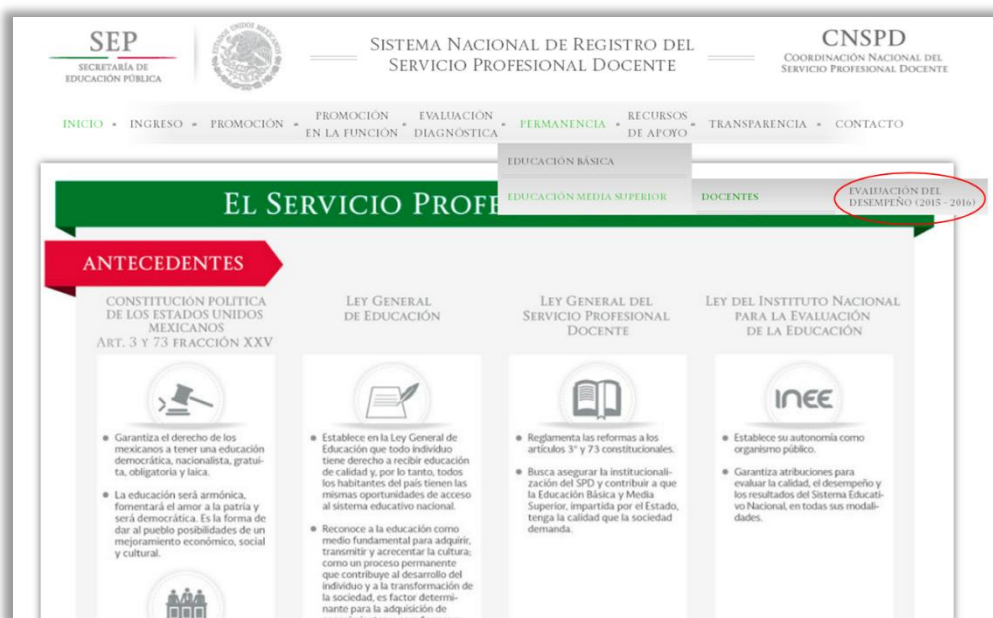 SEP
SECRETARÍA DE
EDUCACIÓN PÚBLICA
ESTADOS UNIDOS MEXICANOS
SISTEMA NACIONAL DE REGISTRO DEL
SERVICIO PROFESIONAL DOCENTE
CNSPD
COORDINACIÓN NACIONAL DEL
SERVICIO PROFESIONAL DOCENTE
INICIO
INGRESO
PROMOCIÓN
PROMOCIÓN
EN LA FUNCIÓN
EVALUACIÓN
DIAGNÓSTICA
PERMANENCIA
RECURSOS
DE APOYO
TRANSPARENCIA
CONTACTO
EDUCACIÓN BÁSICA
EDUCACIÓN MEDIA SUPERIOR
DOCENTES
EVALUACIÓN DEL
DESEMPEÑO (2015 - 2016)
EL SERVICIO PROF
ANTECEDENTES
CONSTITUCIÓN POLÍTICA
DE LOS ESTADOS UNIDOS
MEXICANOS
ART. 3 Y 73 FRACCIÓN XXV
• Garantiza el derecho de los
mexicanos a tener una educación
democrática, nacionalista, gratui-
ta, obligatoria y laica.
• La educación será armónica,
fomentará el amor a la patria y
será democrática. Es la forma de
dar al pueblo posibilidades de un
mejoramiento económico, social
y cultural.
LEY GENERAL
DE EDUCACIÓN
• Establece en la Ley General de
Educación que todo individuo
tiene derecho a recibir educación
de calidad y, por lo tanto, todos
los habitantes del país tienen las
mismas oportunidades de acceso
al sistema educativo nacional.
• Reconoce a la educación como
medio fundamental para adquirir,
transmitir y acrecentar la cultura;
como un proceso permanente
que contribuye al desarrollo del
individuo y a la transformación de
la sociedad, es factor determi-
nante para la adquisición de
LEY GENERAL DEL
SERVICIO PROFESIONAL
DOCENTE
• Reglamenta las reformas a los
artículos 3° y 73 constitucionales.
• Busca asegurar la institucionali-
zación del SPD y contribuir a que
la Educación Básica y Media
Superior, impartida por el Estado,
tenga la calidad que la sociedad
demanda.
LEY DEL INSTITUTO NACIONAL
PARA LA EVALUACIÓN
DE LA EDUCACIÓN
INEE
• Establece su autonomía como
organismo público.
• Garantiza atribuciones para
evaluar la calidad, el desempeño y
los resultados del Sistema Educati-
vo Nacional, en todas sus modali-
dades.